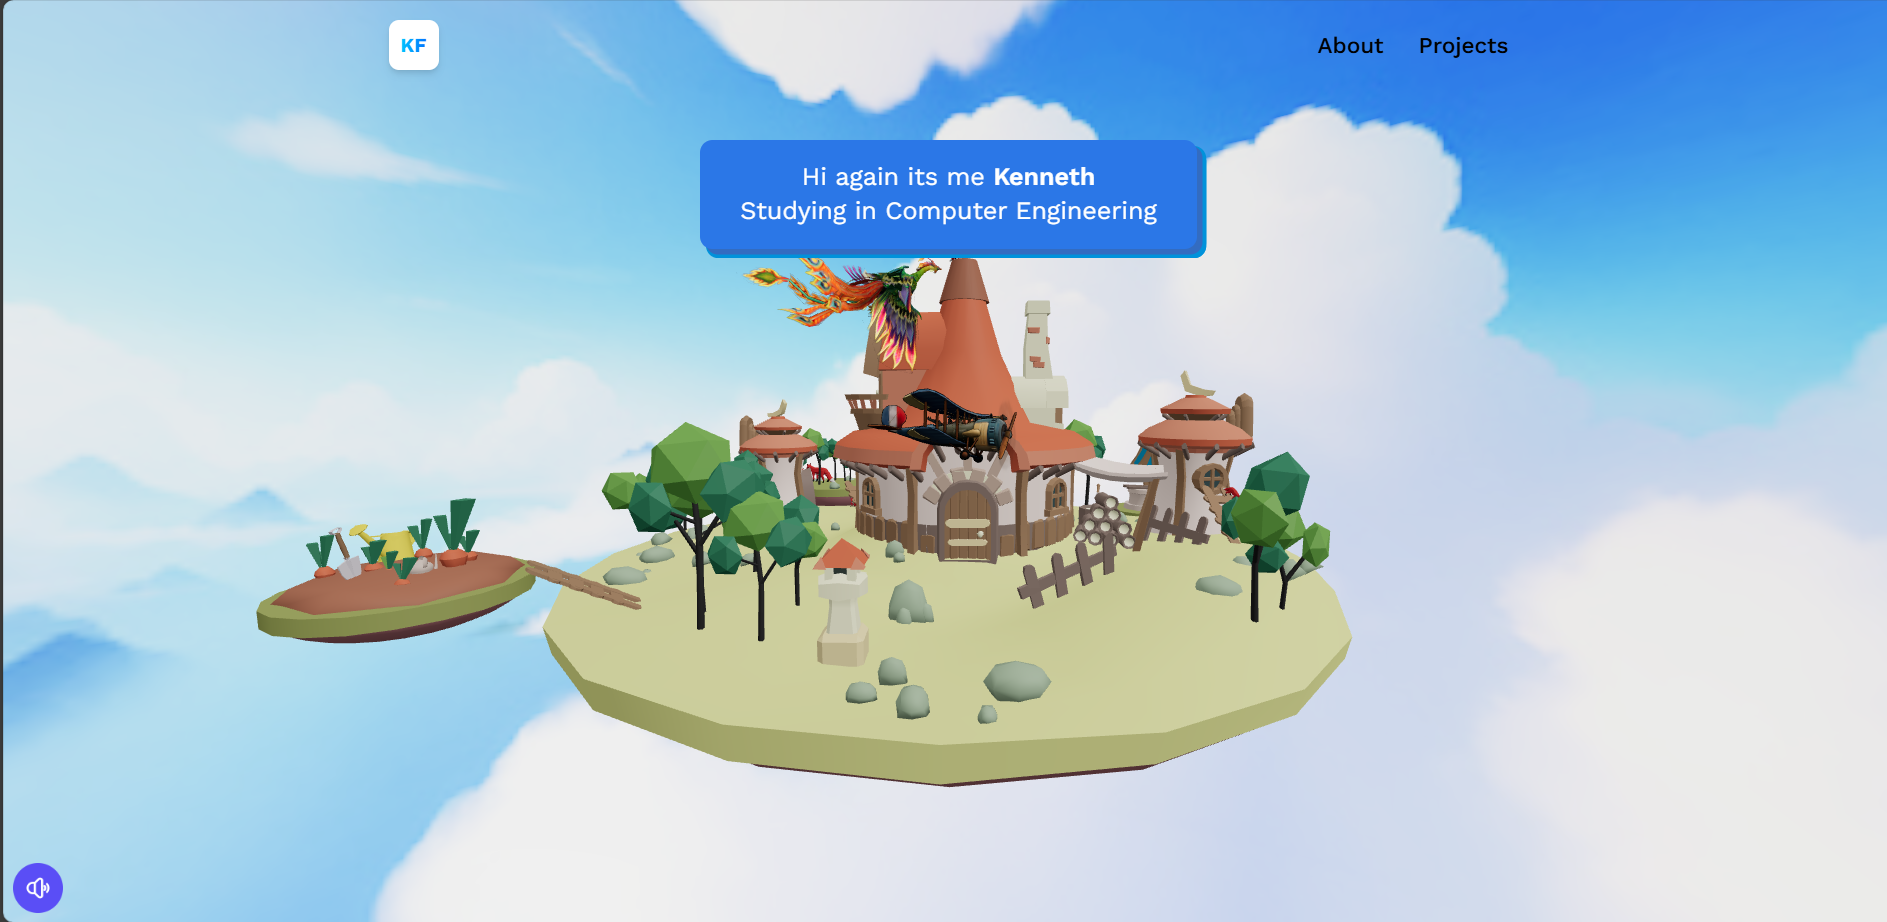 KF
About
Projects
Hi again its me Kenneth
Studying in Computer Engineering